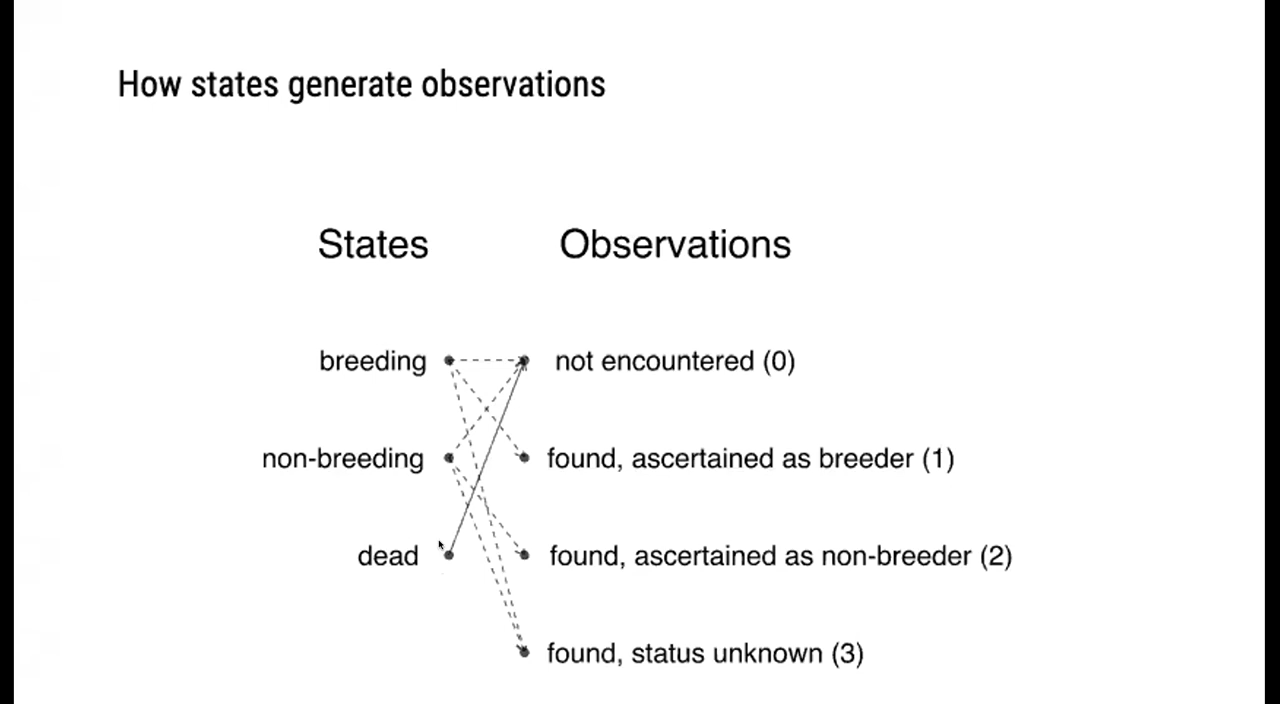 How states generate observations
States Observations
breeding not encountered (0)
non-breeding found, ascertained as breeder (1)
dead found, ascertained as non-breeder (2)
found, status unknown (3)